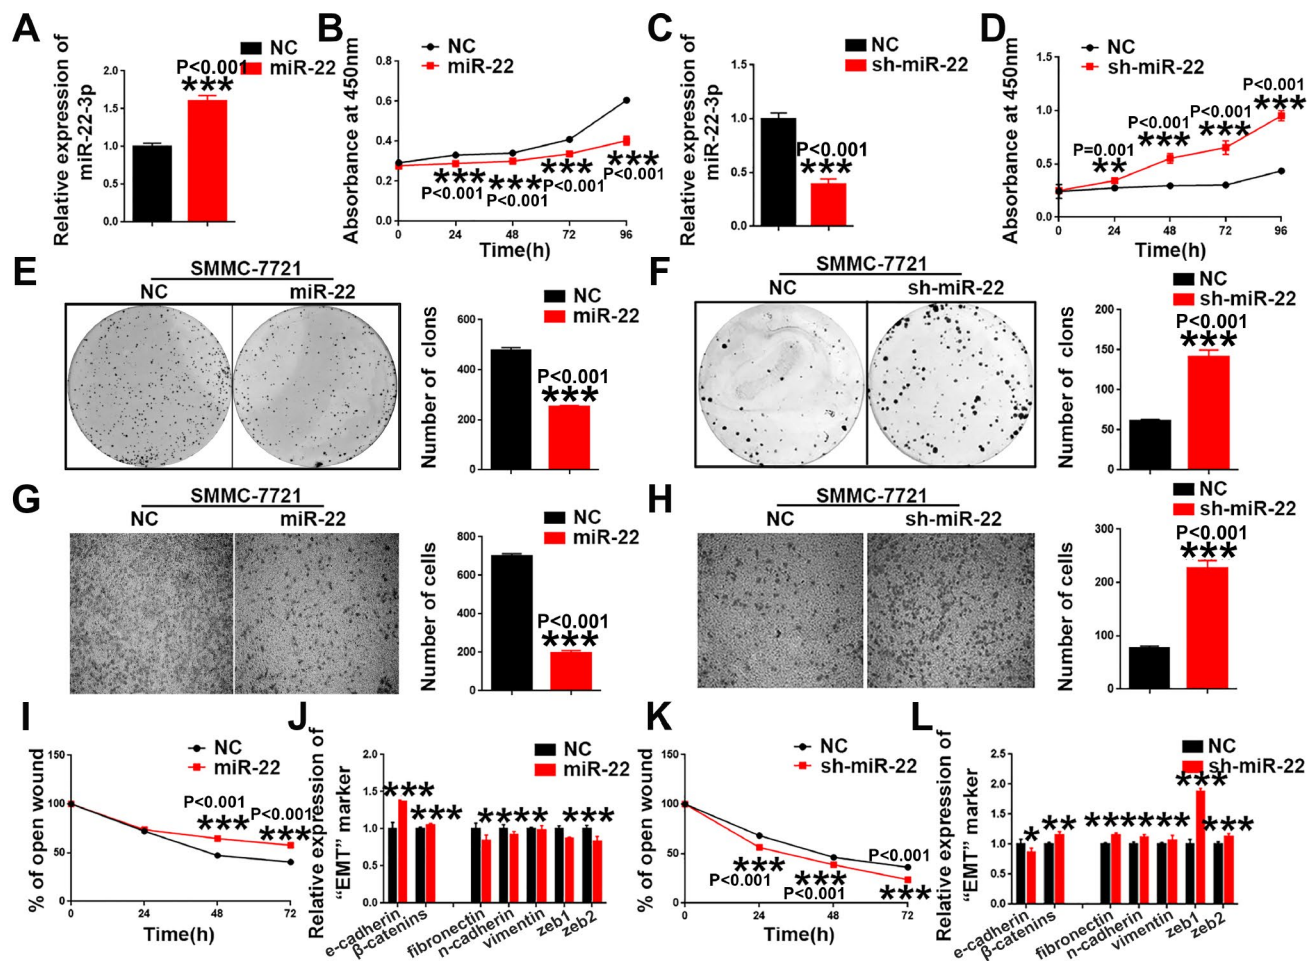 A
Relative expression of
miR-22-3p
NC
miR-22
P<0.001
***
2.0
1.5
1.0
0.5
0.0
B
Absorbance at 450nm
NC
miR-22
0.8
0.6
0.4
0.2
0.0
***
P<0.001
***
P<0.001
***
P<0.001
***
P<0.001
0
24
48
72
96
Time(h)
C
Relative expression of
miR-22-3p
NC
sh-miR-22
1.5
1.0
0.5
0.0
P<0.001
***
D
Absorbance at 450nm
NC
sh-miR-22
1.5
1.0
0.5
0.0
P=0.001
**
P<0.001
***
P<0.001
***
P<0.001
***
0
24
48
72
96
Time(h)
E
SMMC-7721
NC
miR-22
Number of clons
NC
miR-22
600
400
200
0
P<0.001
***
F
SMMC-7721
NC
sh-miR-22
Number of clons
NC
sh-miR-22
200
150
100
50
0
P<0.001
***
G
SMMC-7721
NC
miR-22
Number of cells
NC
miR-22
800
600
400
200
0
P<0.001
***
H
SMMC-7721
NC
sh-miR-22
Number of cells
NC
sh-miR-22
300
200
100
0
P<0.001
***
I
% of open wound
NC
miR-22
150
100
50
0
P<0.001
***
P<0.001
***
0
24
48
72
Time(h)
J
Relative expression of
“EMT” marker
NC
miR-22
2.0
1.5
1.0
0.5
0.0
***
***
**
**
**
***
e-cadherin
β-catenins
fibronectin
n-cadherin
vimentin
zeb1
zeb2
K
% of open wound
NC
sh-miR-22
150
100
50
0
***
P<0.001
***
P<0.001
P<0.001
***
0
24
48
72
Time(h)
L
Relative expression of
“EMT” marker
NC
sh-miR-22
2.5
2.0
1.5
1.0
0.5
0.0
*
**
***
***
**
***
***
e-cadherin
β-catenins
fibronectin
n-cadherin
vimentin
zeb1
zeb2